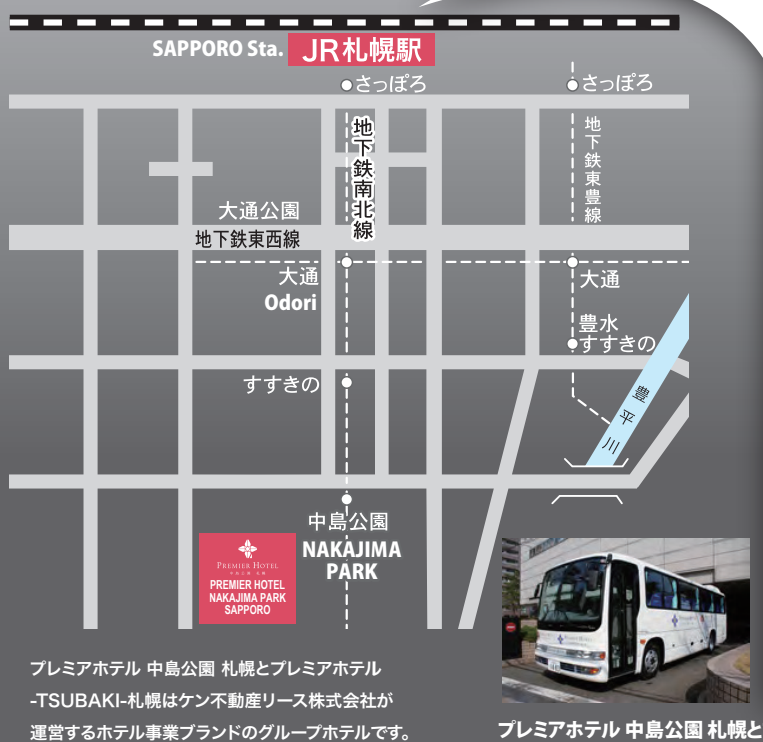 SAPPORO Sta. JR札幌駅
さっぽろ
さっぽろ
地下鉄南北線
地下鉄東豊線
大通公園
地下鉄東西線
大通
Odori
大通
豊水
すすきの
すすきの
豊平川
中島公園
NAKAJIMA
PARK
PREMIER HOTEL
中島公園 札幌
PREMIER HOTEL
NAKAJIMA PARK
SAPPORO
プレミアホテル 中島公園 札幌とプレミアホテル
-TSUBAKI-札幌はケン不動産リース株式会社が
運営するホテル事業ブランドのグループホテルです。
プレミアホテル 中島公園 札幌と